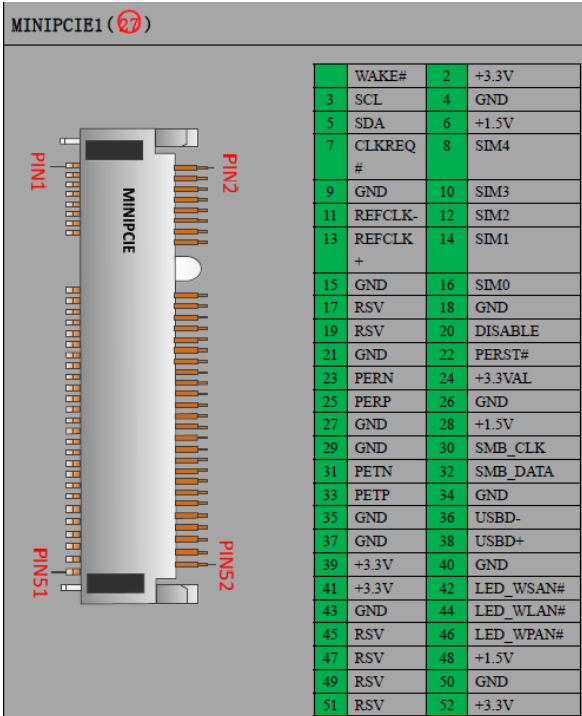 MINIPCIE1(27)
WAKE# 2 +3.3V
3 SCL 4 GND
5 SDA 6 +1.5V
7 CLKREQ 8 SIM4
#
9 GND 10 SIM3
11 REFCLK- 12 SIM2
13 REFCLK 14 SIM1
+
15 GND 16 SIM0
17 RSV 18 GND
19 RSV 20 DISABLE
21 GND 22 PERST#
23 PERN 24 +3.3VAL
25 PERP 26 GND
27 GND 28 +1.5V
29 GND 30 SMB_CLK
31 PETN 32 SMB_DATA
33 PETP 34 GND
35 GND 36 USBD-
37 GND 38 USBD+
39 +3.3V 40 GND
41 +3.3V 42 LED_WSAN#
43 GND 44 LED_WLAN#
45 RSV 46 LED_WPAN#
47 RSV 48 +1.5V
49 RSV 50 GND
51 RSV 52 +3.3V
PIN1
PIN2
MINIPCIE
PIN51
PIN52